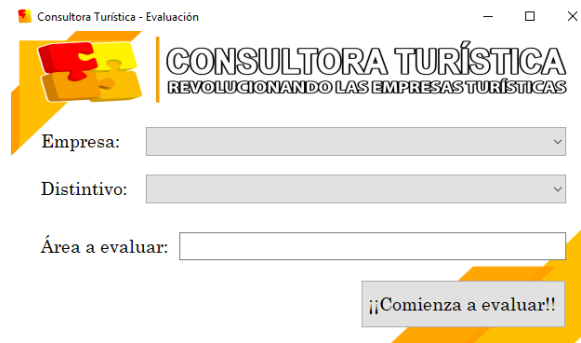 Consultora Turística - Evaluación
CONSULTORA TURÍSTICA
REVOLUCIONANDO LAS EMPRESAS TURÍSTICAS
Empresa:
Distintivo:
Área a evaluar:
¡¡Comienza a evaluar!!